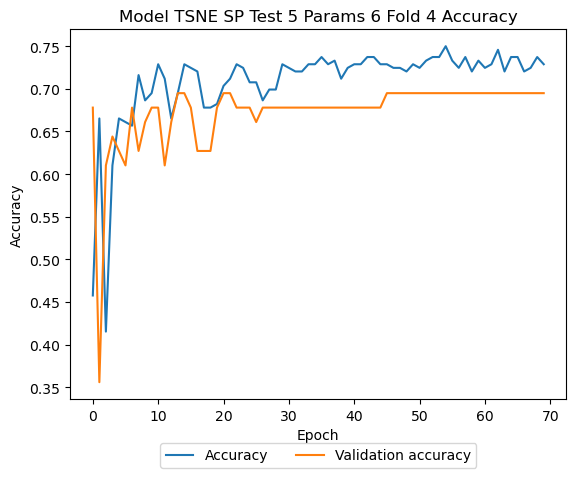 Model TSNE SP Test 5 Params 6 Fold 4 Accuracy
0.75
0.70
0.65
0.60
0.55
0.50
0.45
0.40
0.35
Accuracy
0 10 20 30 40 50 60 70
Epoch
Accuracy Validation accuracy